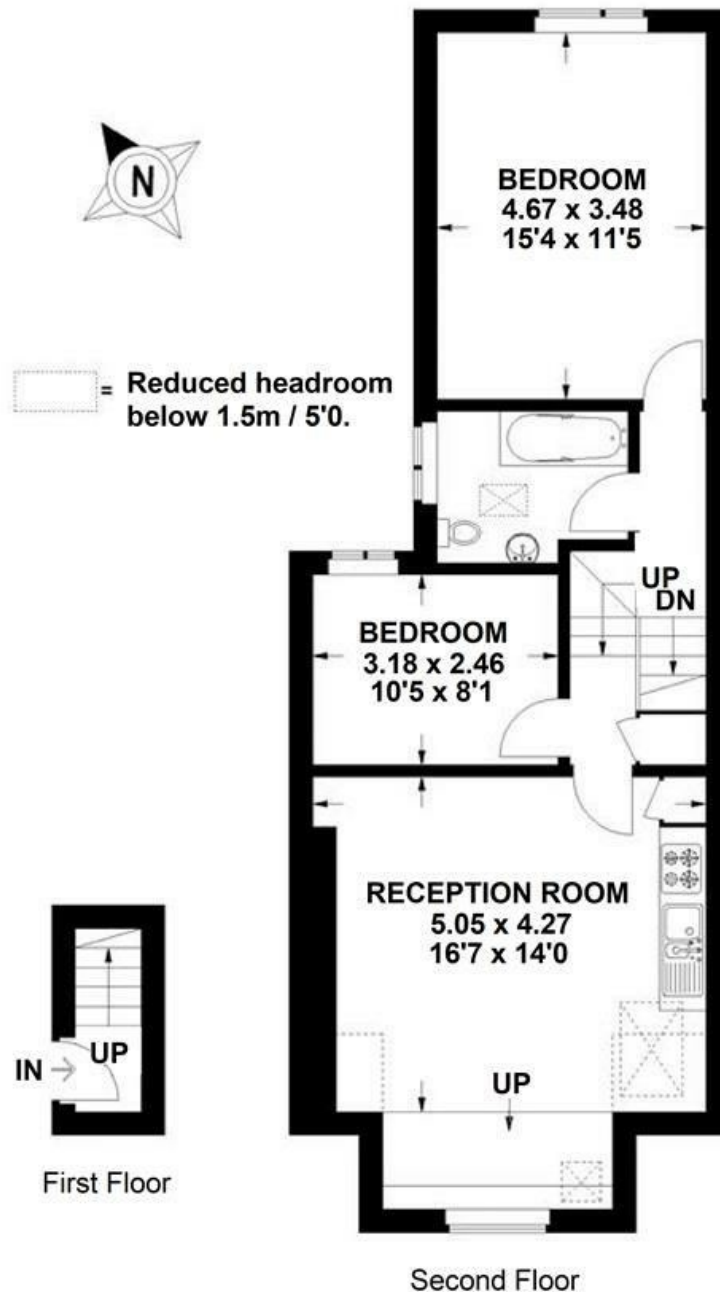 BEDROOM
4.67 x 3.48
15'4 x 11'5
N
= Reduced headroom
below 1.5m / 5'0.
UP
DN
BEDROOM
3.18 x 2.46
10'5 x 8'1
RECEPTION ROOM
5.05 x 4.27
16'7 x 14'0
UP
IN
UP
First Floor
Second Floor